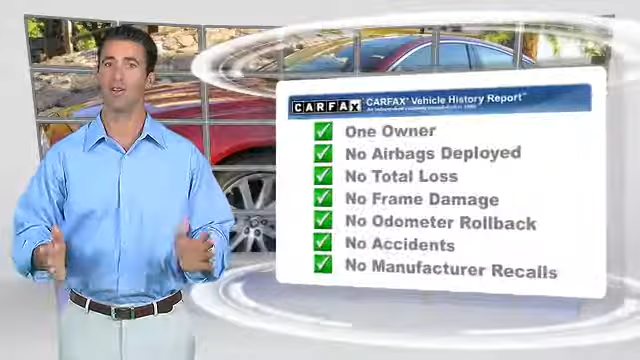 CARFAX CARFAX® Vehicle History Report™
One Owner
No Airbags Deployed
No Total Loss
No Frame Damage
No Odometer Rollback
No Accidents
No Manufacturer Recalls